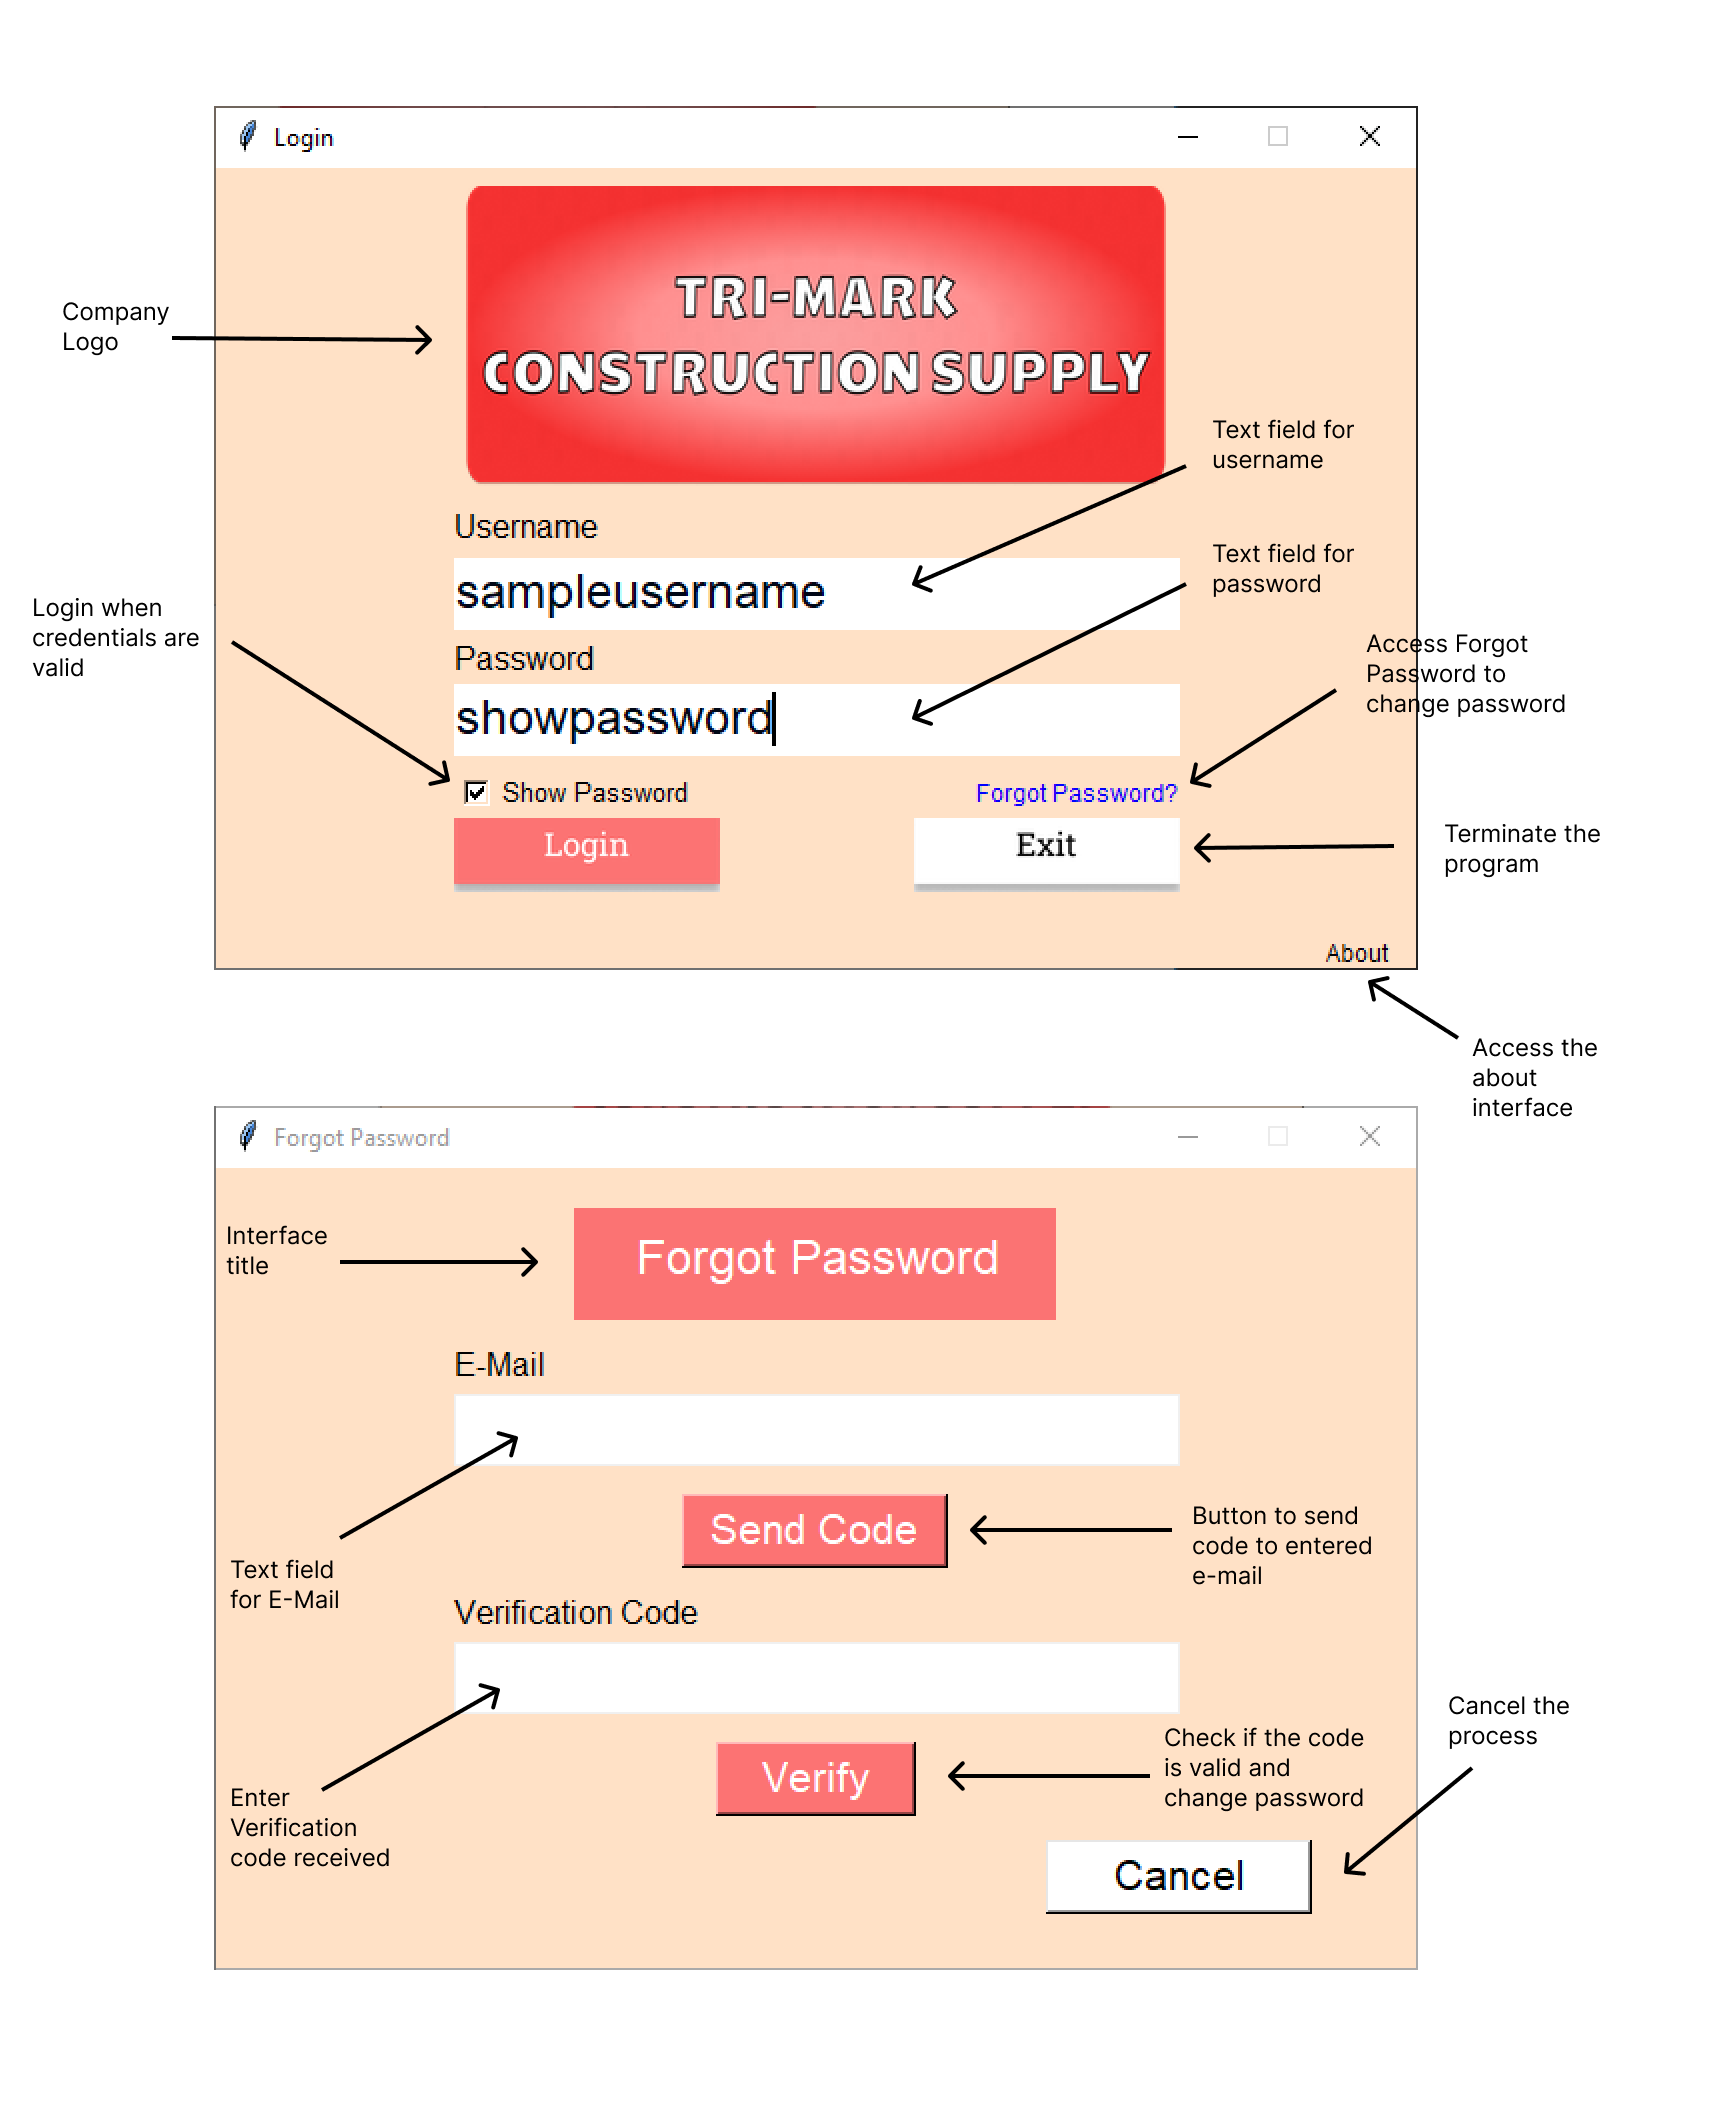 Login
TRI-MARK
CONSTRUCTION SUPPLY
Company
Logo
Text field for
username
Username
sampleusername
Text field for
password
Login when
credentials are
valid
Password
showpassword
Access Forgot
Password to
change password
Show Password
Forgot Password?
Login
Exit
Terminate the
program
About
Access the
about
interface
Forgot Password
Interface
title
Forgot Password
E-Mail
Text field
for E-Mail
Send Code
Button to send
code to entered
e-mail
Verification Code
Enter
Verification
code received
Verify
Check if the code
is valid and
change password
Cancel the
process
Cancel